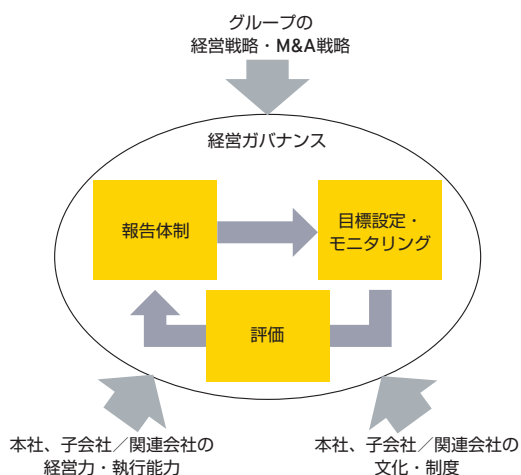 グループの
経営戦略・M&A戦略
経営ガバナンス
報告体制
目標設定・
モニタリング
評価
本社、子会社／関連会社の
経営力・執行能力
本社、子会社／関連会社の
文化・制度